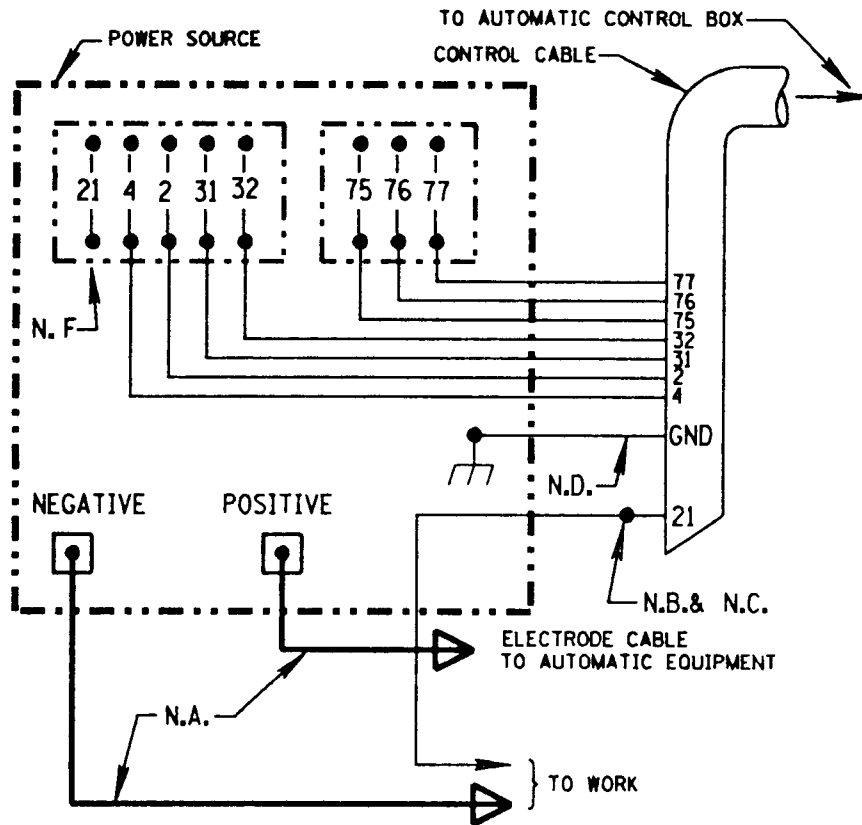 TO AUTOMATIC CONTROL BOX
POWER SOURCE
CONTROL CABLE
21 4 2 31 32
75 76 77
N.F
77
76
75
32
31
2
4
GND
N.D.
21
NEGATIVE
POSITIVE
N.B.& N.C.
ELECTRODE CABLE
TO AUTOMATIC EQUIPMENT
N.A.
TO WORK